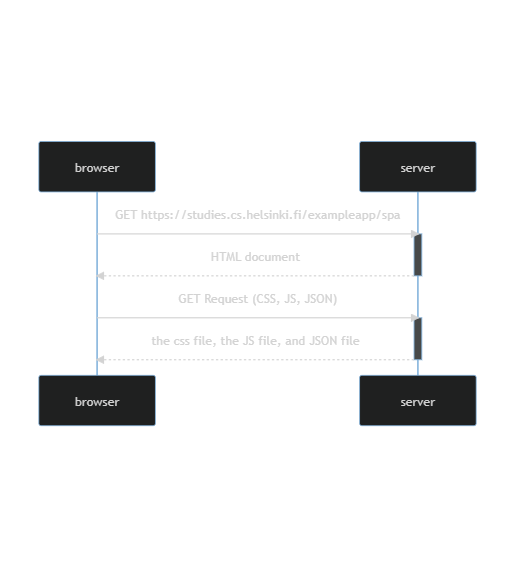 browser
server
GET https://studies.cs.helsinki.fi/exampleapp/spa
HTML document
GET Request (CSS, JS, JSON)
the css file, the JS file, and JSON file
browser
server